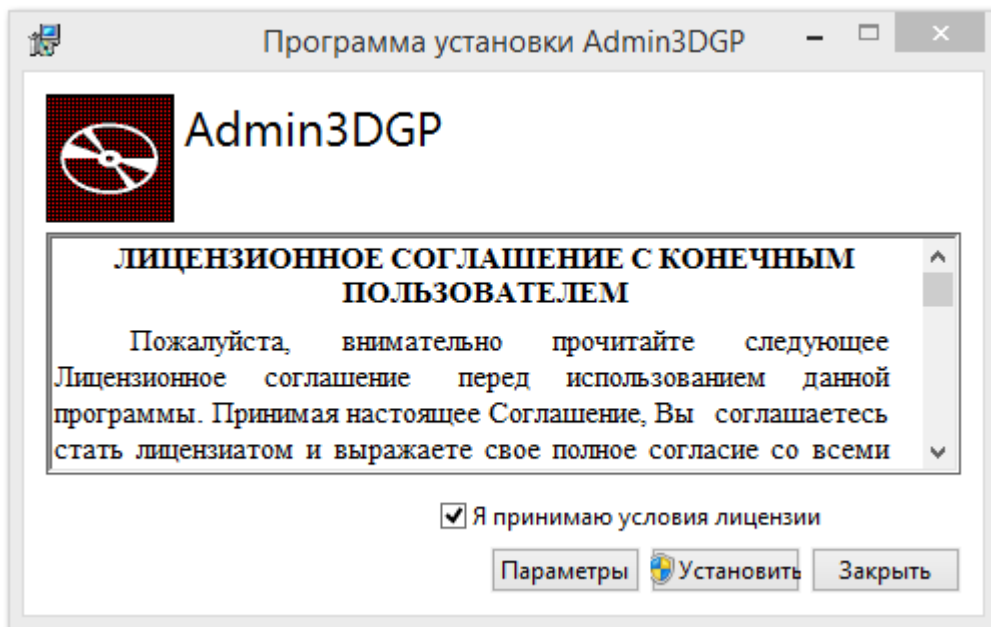 Программа установки Admin3DGP
Admin3DGP
ЛИЦЕНЗИОННОЕ СОГЛАШЕНИЕ С КОНЕЧНЫМ
ПОЛЬЗОВАТЕЛЕМ
Пожалуйста, внимательно прочитайте следующее
Лицензионное соглашение перед использованием данной
программы. Принимая настоящее Соглашение, Вы соглашаетесь
стать лицензиатом и выражаете свое полное согласие со всеми
Я принимаю условия лицензии
Параметры Установить Закрыть